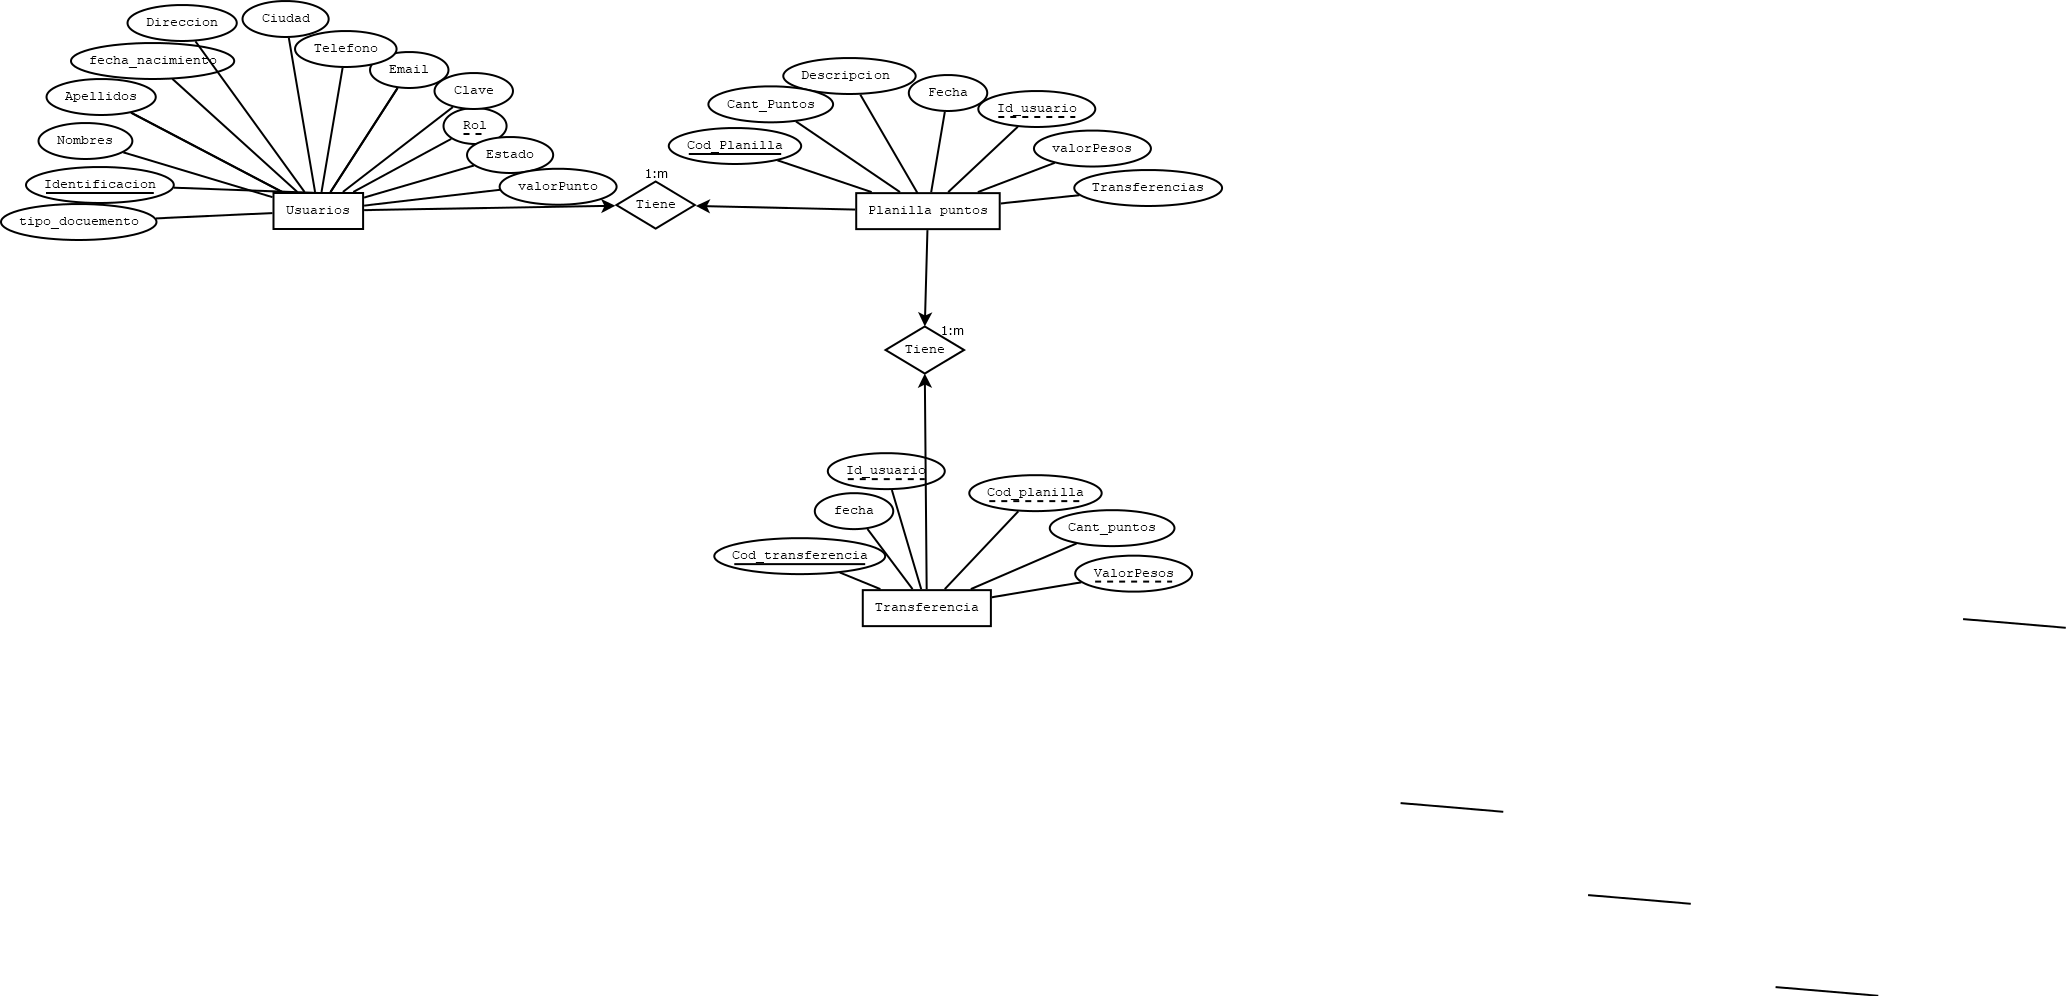 Direccion
Ciudad
Telefono
fecha_nacimiento
Email
Clave
Apellidos
Rol
Nombres
Estado
Identificacion
valorPunto
tipo_docuemento
Usuarios
1:m
Tiene
Descripcion
Fecha
Cant_Puntos
Id_usuario
Cod_Planilla
valorPesos
Transferencias
Planilla puntos
1:m
Tiene
Id_usuario
Cod_planilla
fecha
Cant_puntos
Cod_transferencia
ValorPesos
Transferencia